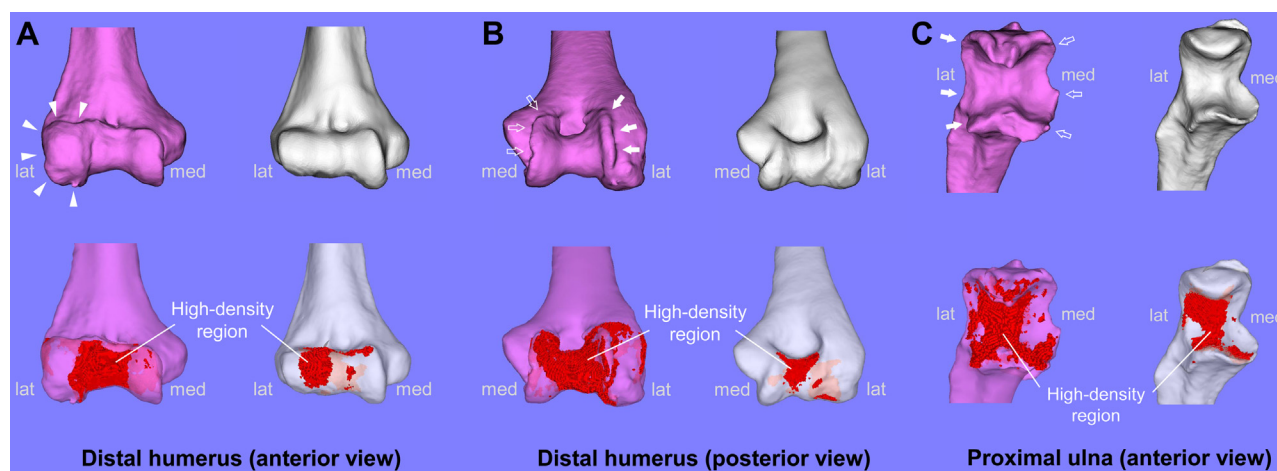 A
B
C
lat
med
lat
med
med
lat
med
lat
lat
med
High-density
region
lat
med
lat
med
High-density
region
med
lat
med
lat
lat
med
High-density
region
Distal humerus (anterior view)
Distal humerus (posterior view)
Proximal ulna (anterior view)